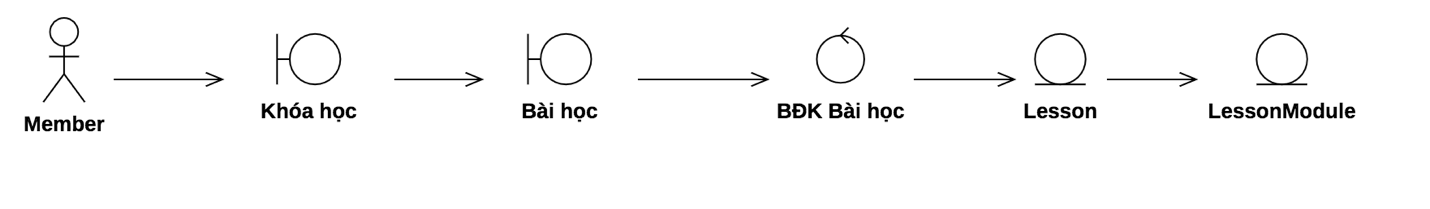 Member
Khóa học
Bài học
BĐK Bài học
Lesson
LessonModule